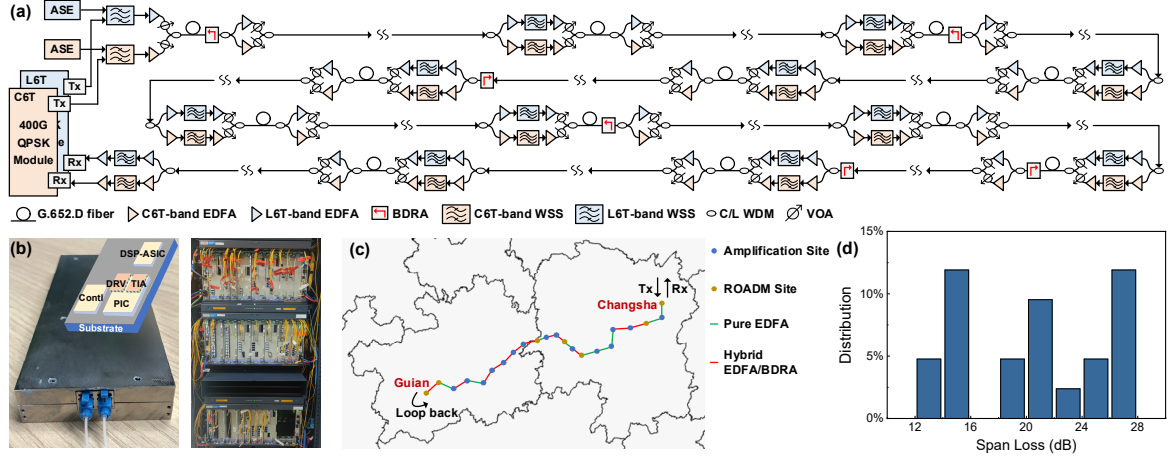 (a)
ASE
ASE
L6T
Tx
C6T
Tx
400G
QPSK
Module
Rx
Rx
G.652.D fiber
C6T-band EDFA
L6T-band EDFA
BDRA
C6T-band WSS
L6T-band WSS
C/L WDM
VOA
(b)
DSP-ASIC
DRV
TIA
Contl
PIC
Substrate
(c)
Tx
Rx
Changsha
Guian
Loop back
Amplification Site
ROADM Site
Pure EDFA
Hybrid
EDFA/BDRA
(d)
15%
10%
5%
0%
Distribution
12
16
20
24
28
Span Loss (dB)